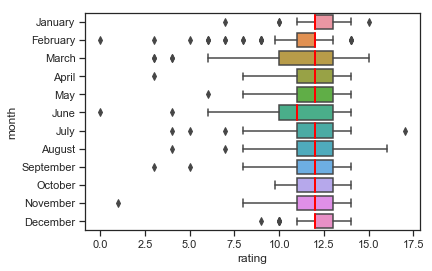 January
February
March
April
May
June
July
August
September
October
November
December
month
0.0 2.5 5.0 7.5 10.0 12.5 15.0 17.5
rating